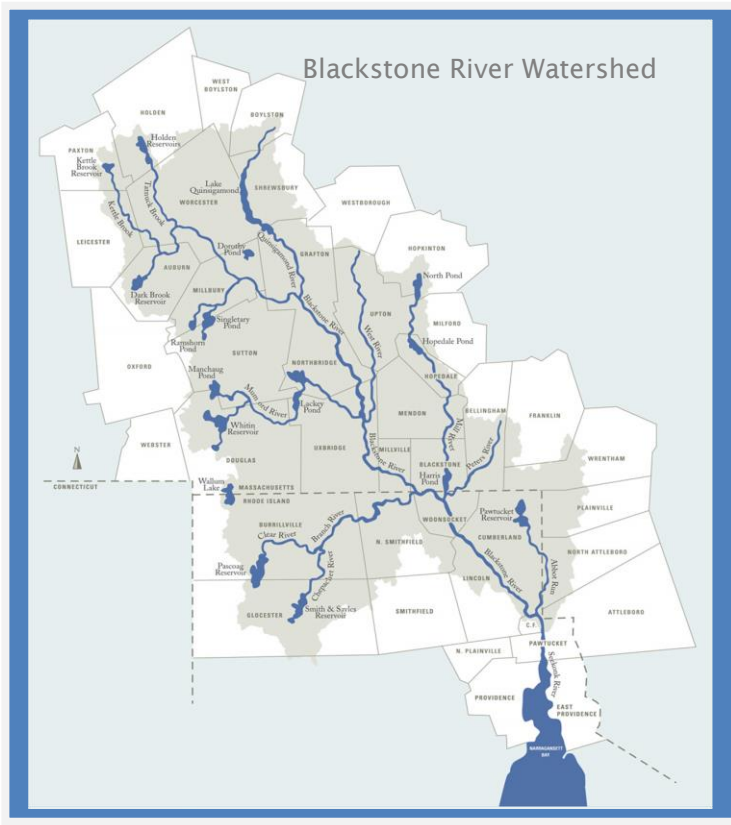 Blackstone River Watershed
WEST
BOYLSTON
HOLDEN
BOYLSTON
Holden
Reservoirs
PAXTON
Kettle
Brook
Reservoir
Lake
Quinsigamond
SHREWSBURY
Tatnuck Brook
WORCESTER
WESTBOROUGH
Kettle Brook
LEICESTER
Dorothy
Pond
Quinsigamond River
GRAFTON
HOPKINTON
North Pond
AUBURN
Dark Brook
Reservoir
MILLBURY
Blackstone River
UPTON
Singletary
Pond
Ramshorn
Pond
West River
MILFORD
Hopedale Pond
SUTTON
OXFORD
NORTHBRIDGE
HOPEDALE
Manchaug
Pond
Lackey
Pond
MENDON
BELLINGHAM
FRANKLIN
Whitin
Reservoir
Mill River
Peters River
WEBSTER
UXBRIDGE
MILLVILLE
Blackstone River
WRENTHAM
N
DOUGLAS
BLACKSTONE
Harris
Pond
CONNECTICUT
Wallum
Lake
MASSACHUSETTS
RHODE ISLAND
PLAINVILLE
Pawtucket
Reservoir
BURRILLVILLE
Branch River
WOONSOCKET
Clear River
N. SMITHFIELD
CUMBERLAND
NORTH ATTLEBORO
Pascoag
Reservoir
Chepachet River
Blackstone River
Abbot Run
LINCOLN
Smith & Sayles
Reservoir
SMITHFIELD
ATTLEBORO
GLOCESTER
C.F.
PAWTUCKET
N. PLAINVILLE
Seekonk River
PROVIDENCE
EAST
PROVIDENCE
NARRAGANSETT
BAY